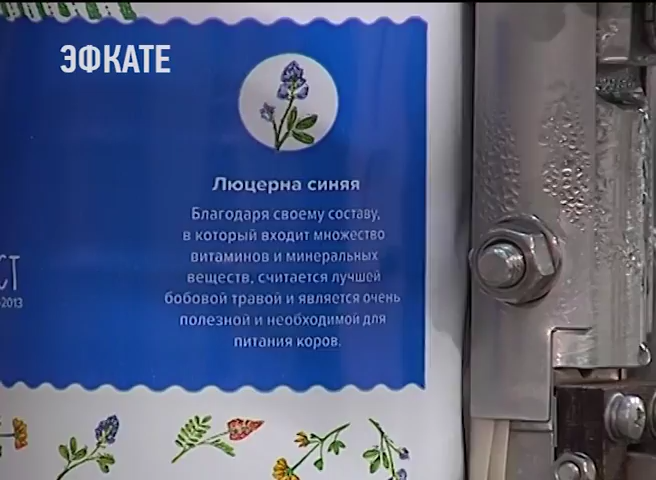 ЭФКАТЕ
Люцерна синяя
Благодаря своему составу,
в который входит множество
витаминов и минеральных
веществ, считается лучшей
бобовой травой и является очень
полезной и необходимой для
питания коров.
СТ
-2013